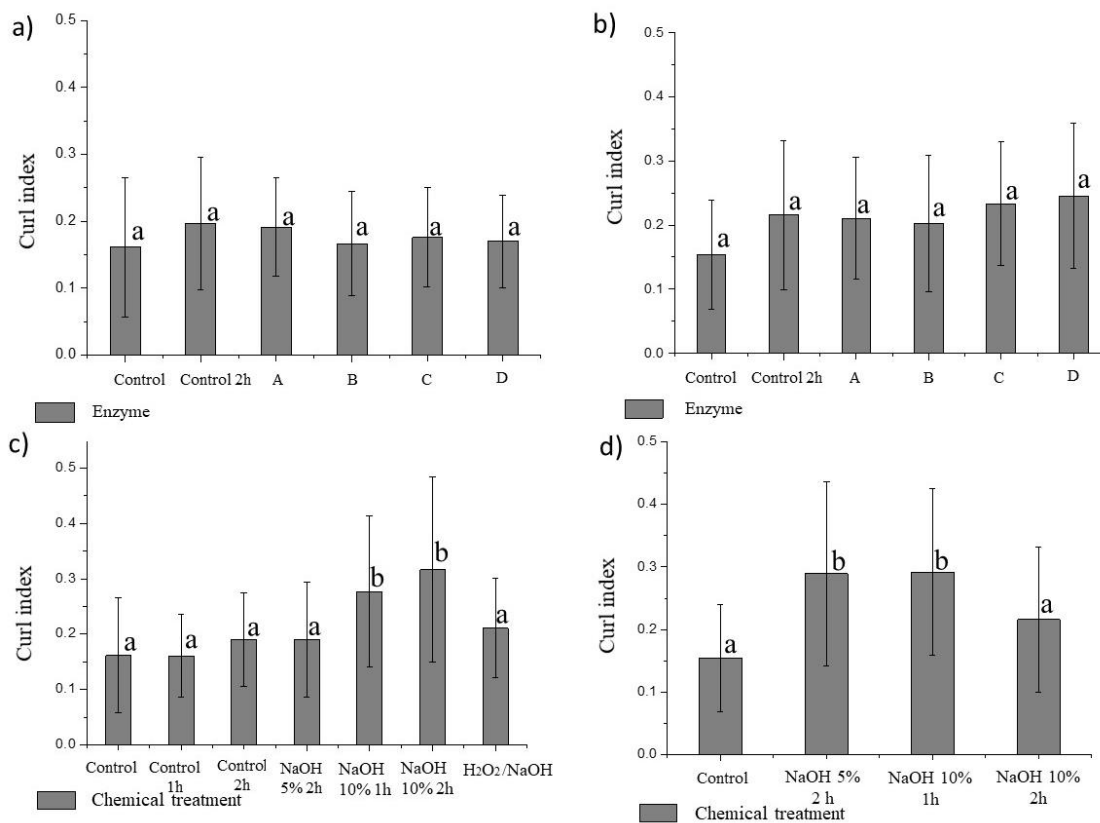 a)
Curl index
0.5
0.4
0.3
0.2
0.1
0.0
a
a
a
a
a
a
Control
Control 2h
A
B
C
D
Enzyme
b)
Curl index
0.5
0.4
0.3
0.2
0.1
0.0
a
a
a
a
a
a
Control
Control 2h
A
B
C
D
Enzyme
c)
Curl index
0.5
0.4
0.3
0.2
0.1
0.0
a
a
a
a
b
b
a
Control
Control
1h
Control
2h
NaOH
5% 2h
NaOH
10% 1h
NaOH
10% 2h
H₂O₂/NaOH
Chemical treatment
d)
Curl index
0.5
0.4
0.3
0.2
0.1
0.0
a
b
b
a
Control
NaOH 5%
2 h
NaOH 10%
1h
NaOH 10%
2h
Chemical treatment